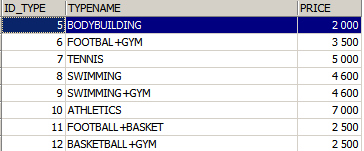 ID_TYPE TYPENAME PRICE
5 BODYBUILDING 2 000
6 FOOTBAL+GYM 3 500
7 TENNIS 5 000
8 SWIMMING 4 600
9 SWIMMING+GYM 4 600
10 ATHLETICS 7 000
11 FOOTBALL+BASKET 2 500
12 BASKETBALL+GYM 2 500